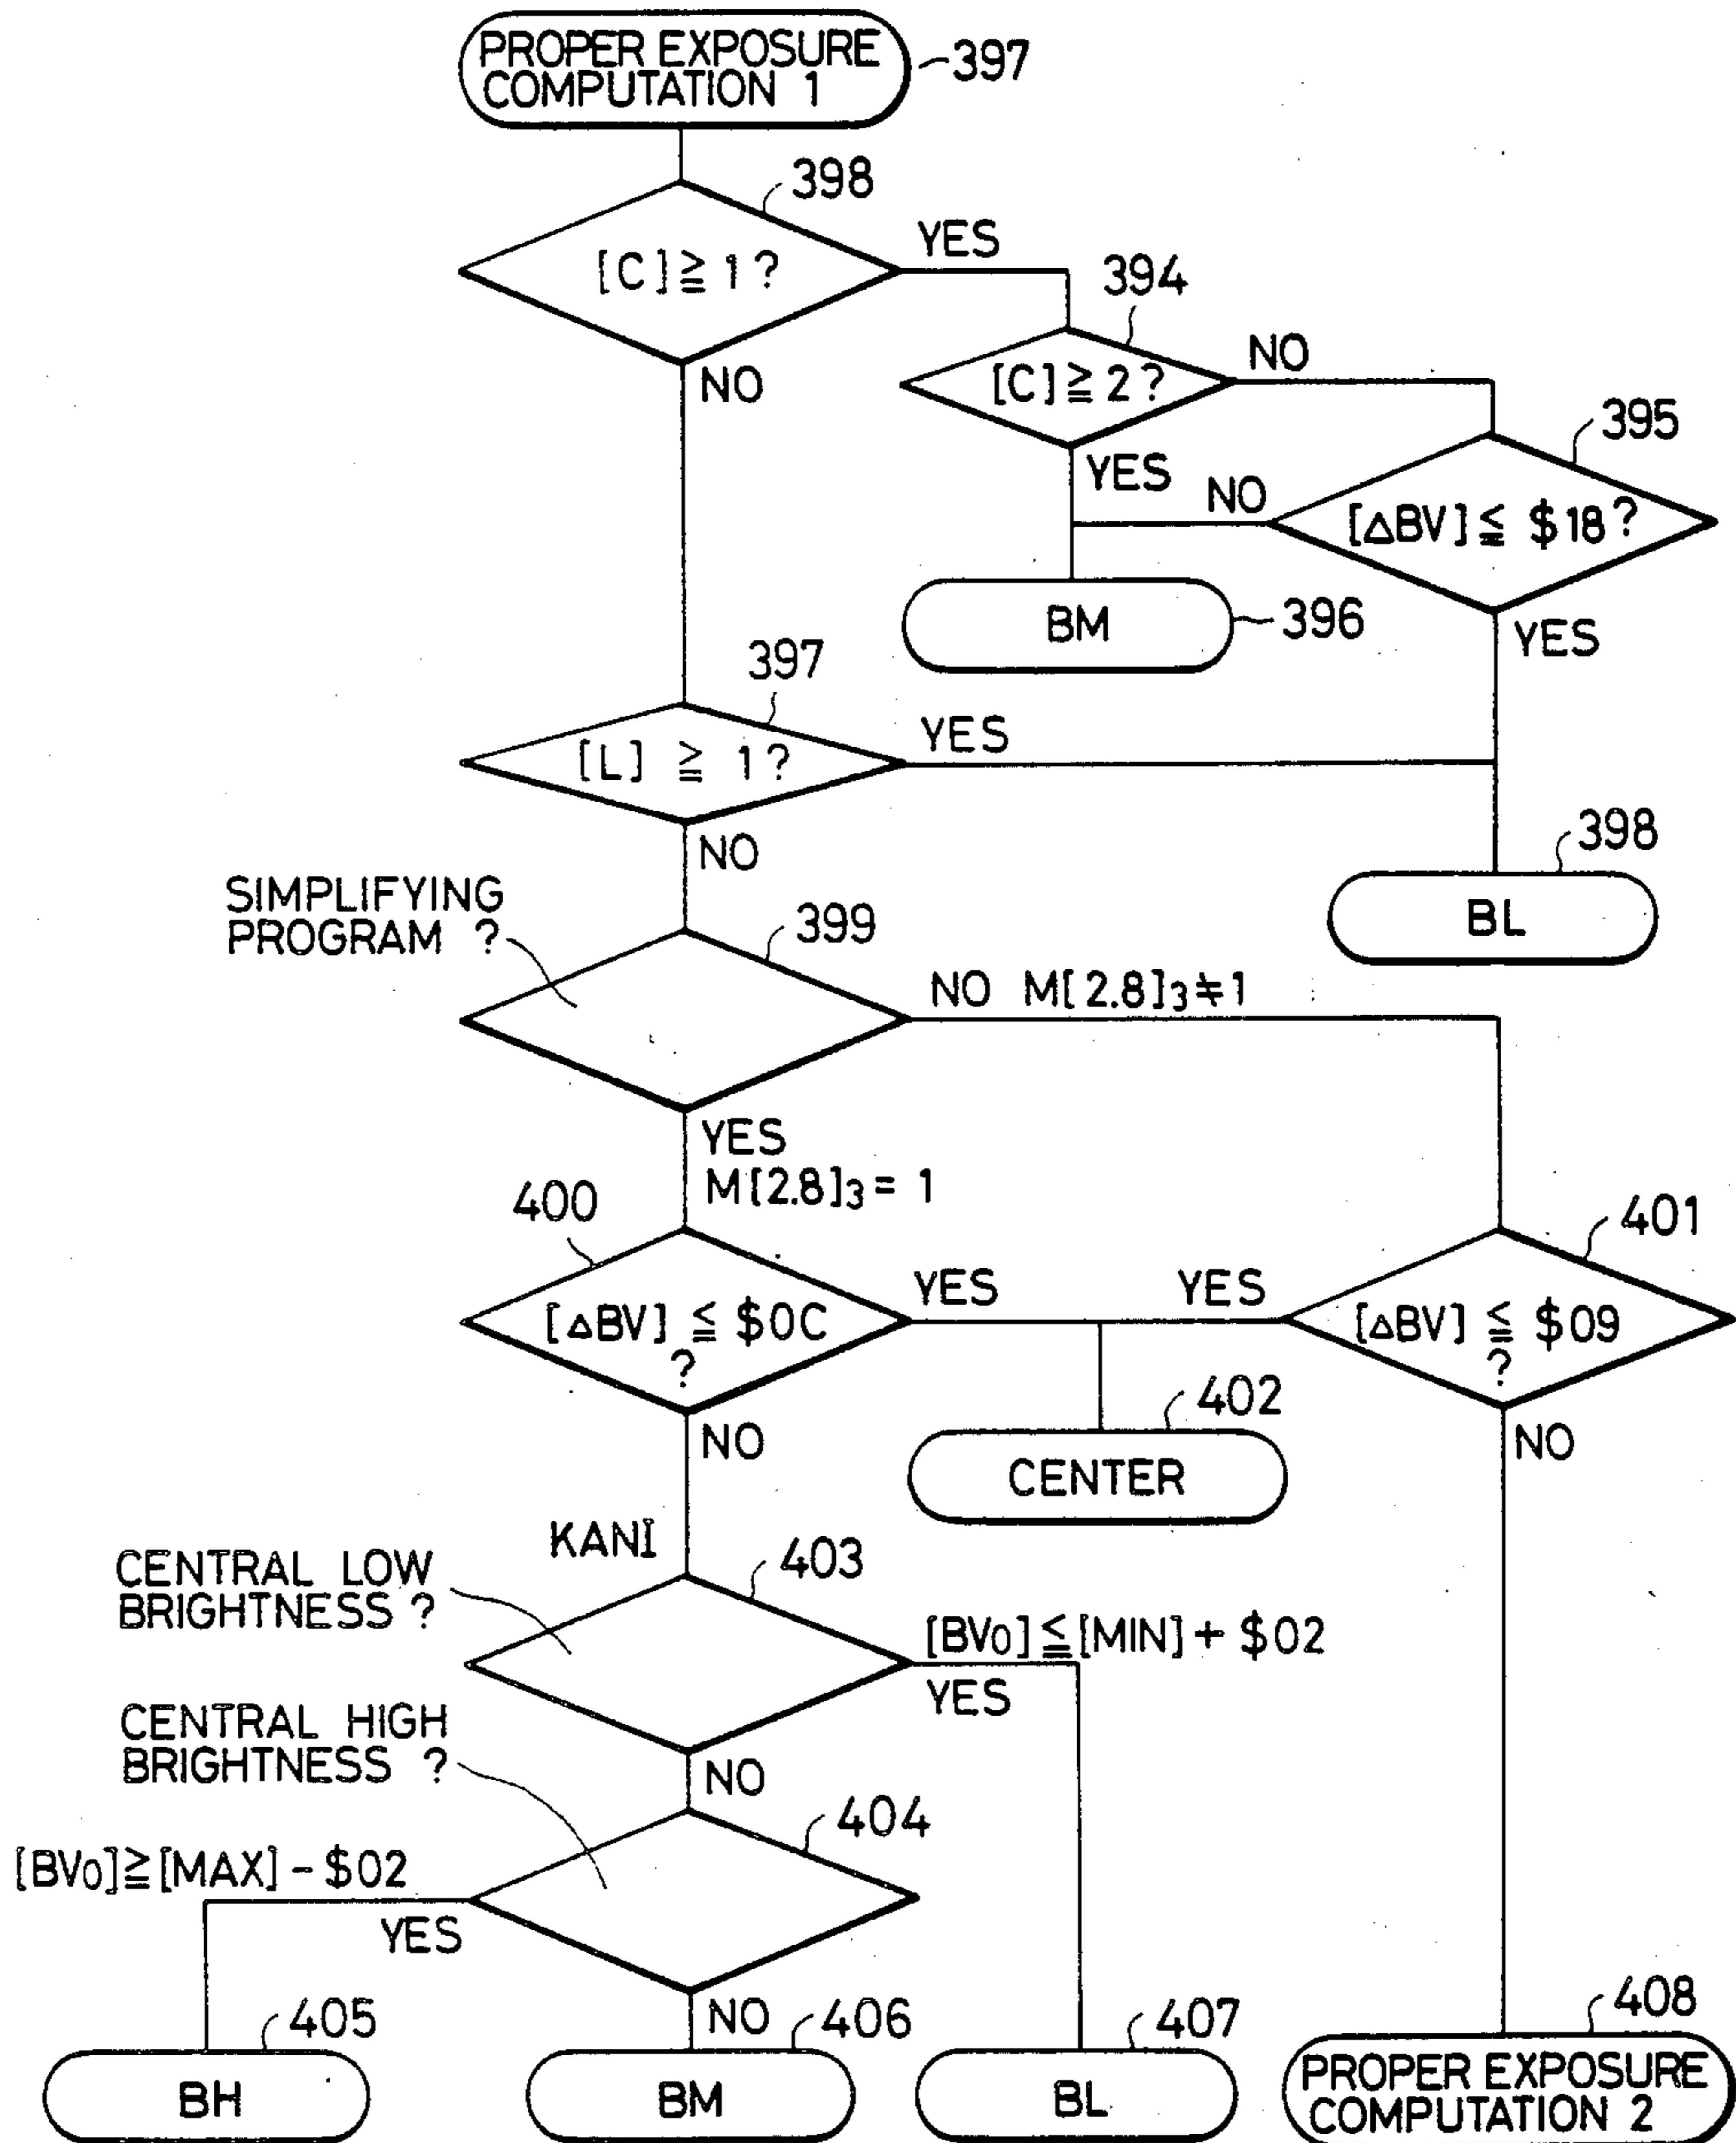 PROPER EXPOSURE
COMPUTATION 1
397
398
[C]≧1?
YES
NO
394
[C]≧2?
NO
YES
395
[△BV]≦ $18?
NO
YES
BM
396
397
[L] ≧ 1?
YES
NO
398
BL
SIMPLIFYING
PROGRAM ?
399
NO M[2.8]3≠1
YES
M[2.8]3= 1
400
[△BV] ≦ $0C
?
YES
NO
401
[△BV] ≦ $09
?
YES
NO
402
CENTER
KANI
CENTRAL LOW
BRIGHTNESS ?
403
[BV0]≦[MIN]+ $02
YES
NO
CENTRAL HIGH
BRIGHTNESS ?
404
[BV0]≧[MAX]-$02
YES
NO
405
BH
406
BM
407
BL
408
PROPER EXPOSURE
COMPUTATION 2